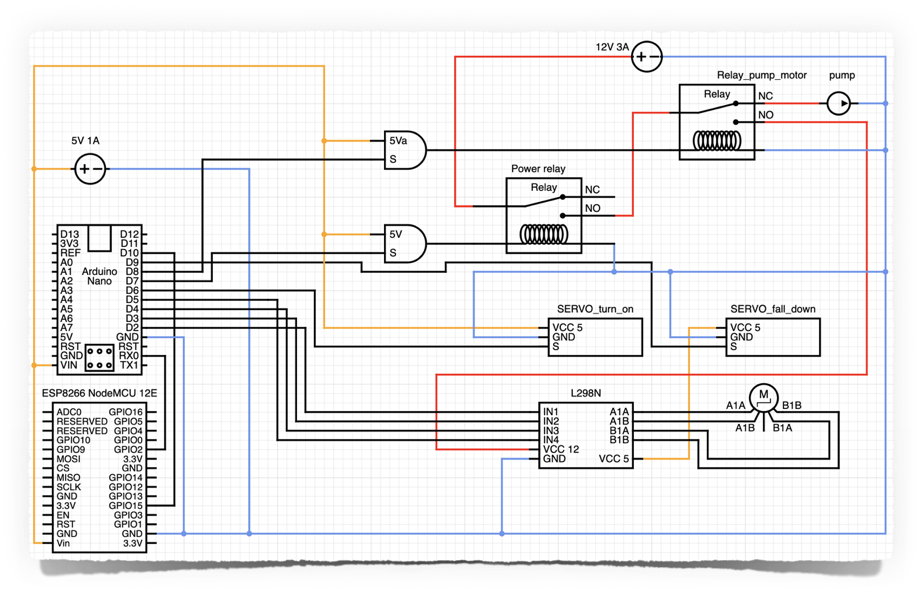 12V 3A
+ −
Relay_pump_motor
pump
Relay
NC
NO
5V 1A
+ −
5Va
S
Power relay
Relay
NC
NO
5V
S
D13 D12
3V3 D11
REF D10
A0 D9
A1 D8
A2 D7
A3 D6
A4 D5
A5 D4
A6 D3
A7 D2
5V GND
RST RST
GND RX0
VIN TX1
Arduino
Nano
SERVO_turn_on
VCC 5
GND
S
SERVO_fall_down
VCC 5
GND
S
ESP8266 NodeMCU 12E
ADC0 GPIO16
RESERVED GPIO5
RESERVED GPIO4
GPIO10 GPIO0
GPIO9 GPIO2
MOSI 3.3V
CS GND
MISO GPIO14
SCLK GPIO12
GND GPIO13
3.3V GPIO15
EN GPIO3
RST GPIO1
GND GND
Vin 3.3V
L298N
IN1 A1A
IN2 A1B
IN3 B1A
IN4 B1B
VCC 12
GND VCC 5
M
A1A B1B
A1B B1A